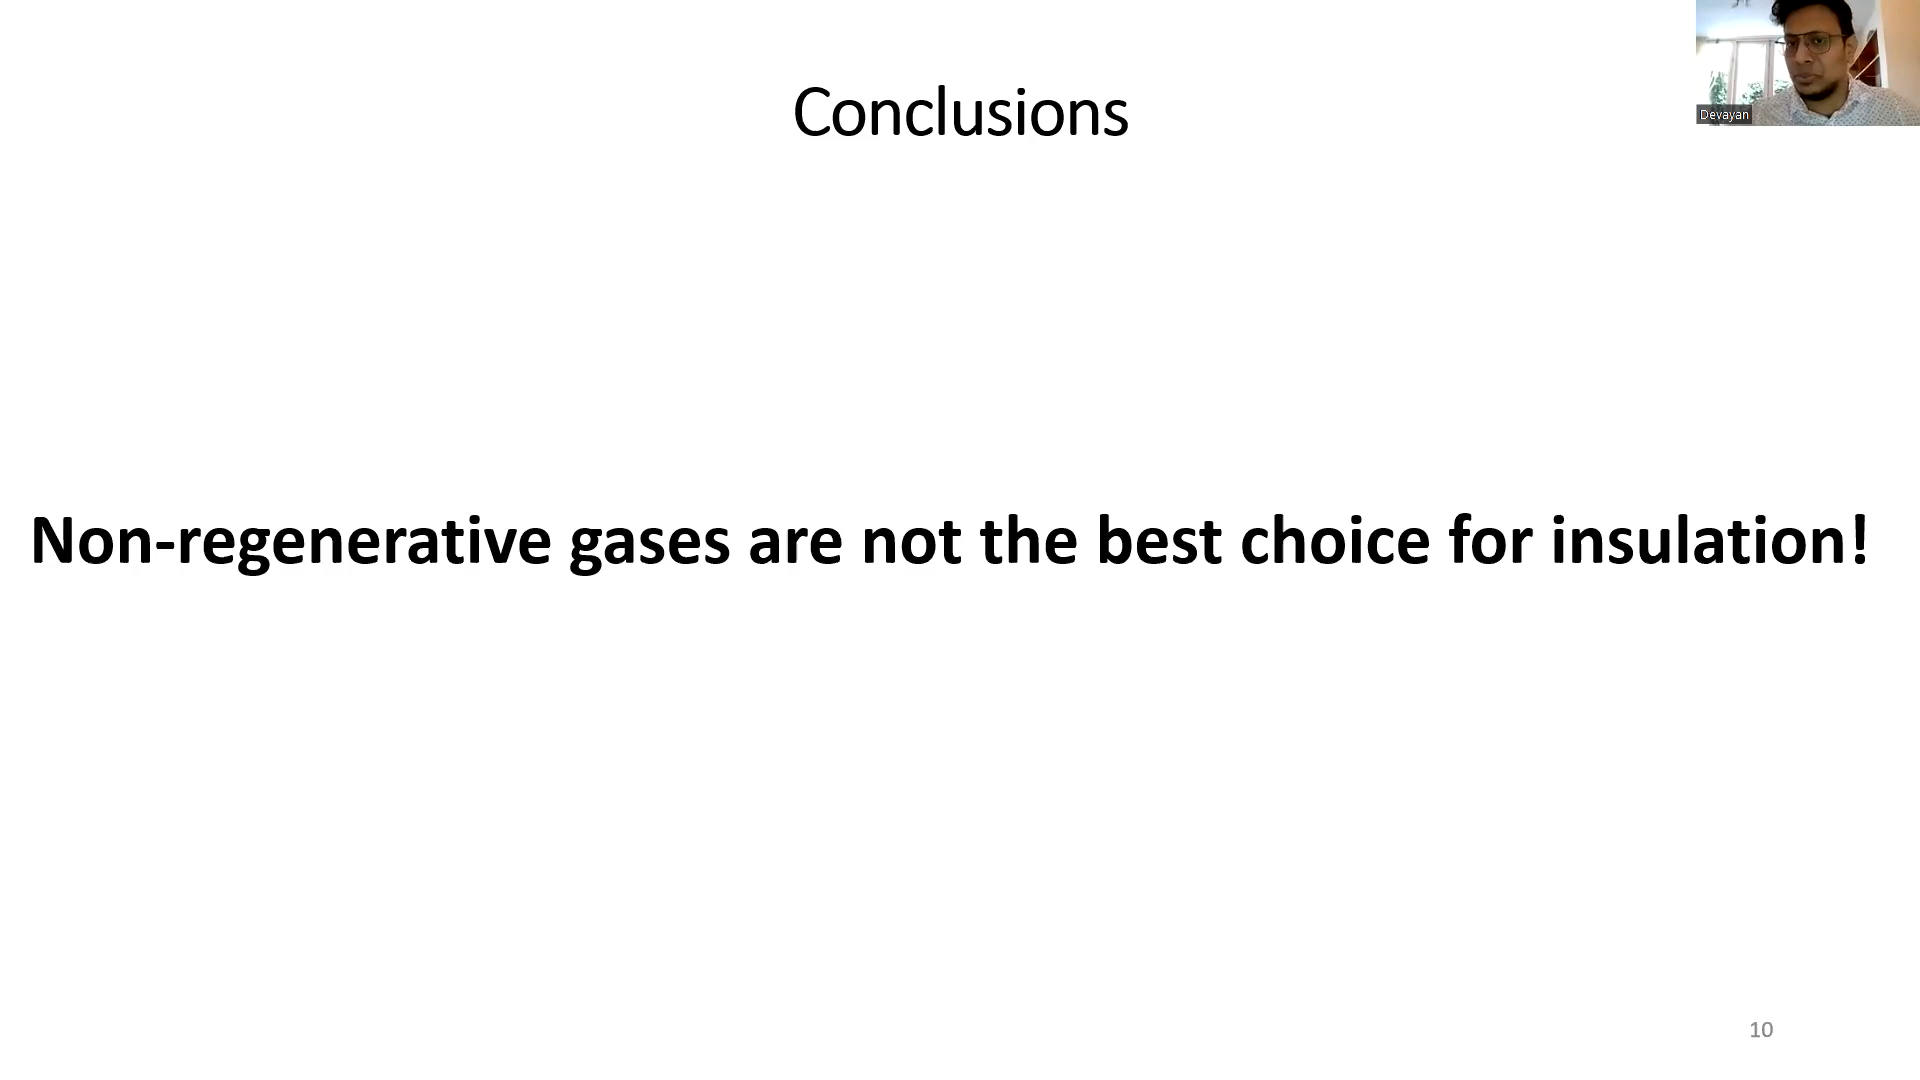 Conclusions
Devayan
Non-regenerative gases are not the best choice for insulation!
10